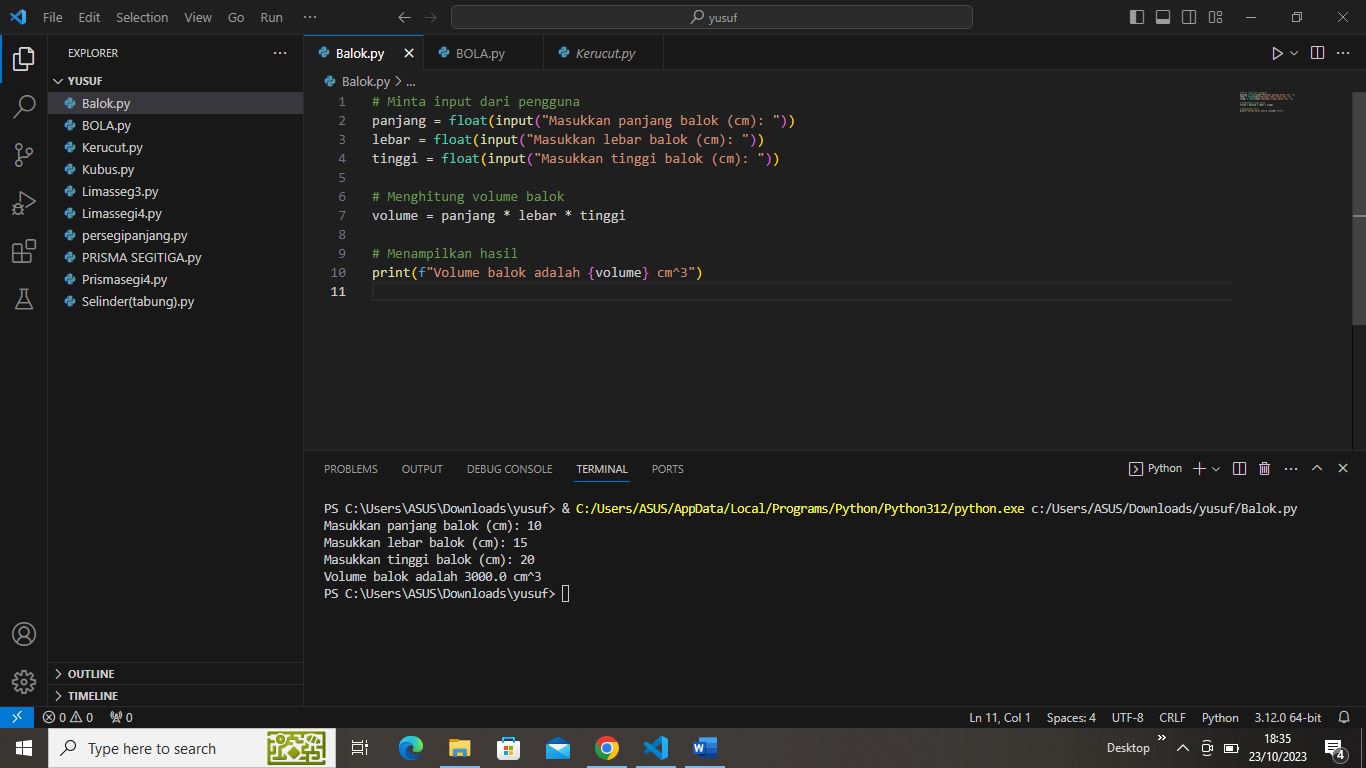 File Edit Selection View Go Run ··· yusuf
EXPLORER ···
YUSUF
Balok.py
BOLA.py
Kerucut.py
Kubus.py
Limasseg3.py
Limassegi4.py
persegipanjang.py
PRISMA SEGITIGA.py
Prismasegi4.py
Selinder(tabung).py
OUTLINE
TIMELINE
Balok.py BOLA.py Kerucut.py
Balok.py > ...
1 # Minta input dari pengguna
2 panjang = float(input("Masukkan panjang balok (cm): "))
3 lebar = float(input("Masukkan lebar balok (cm): "))
4 tinggi = float(input("Masukkan tinggi balok (cm): "))
5
6 # Menghitung volume balok
7 volume = panjang * lebar * tinggi
8
9 # Menampilkan hasil
10 print(f"Volume balok adalah {volume} cm^3")
11
PROBLEMS OUTPUT DEBUG CONSOLE TERMINAL PORTS Python
PS C:\Users\ASUS\Downloads\yusuf> & C:/Users/ASUS/AppData/Local/Programs/Python/Python312/python.exe c:/Users/ASUS/Downloads/yusuf/Balok.py
Masukkan panjang balok (cm): 10
Masukkan lebar balok (cm): 15
Masukkan tinggi balok (cm): 20
Volume balok adalah 3000.0 cm^3
PS C:\Users\ASUS\Downloads\yusuf>
0 0 0 Ln 11, Col 1 Spaces: 4 UTF-8 CRLF Python 3.12.0 64-bit
Type here to search Desktop 18:35
23/10/2023 4